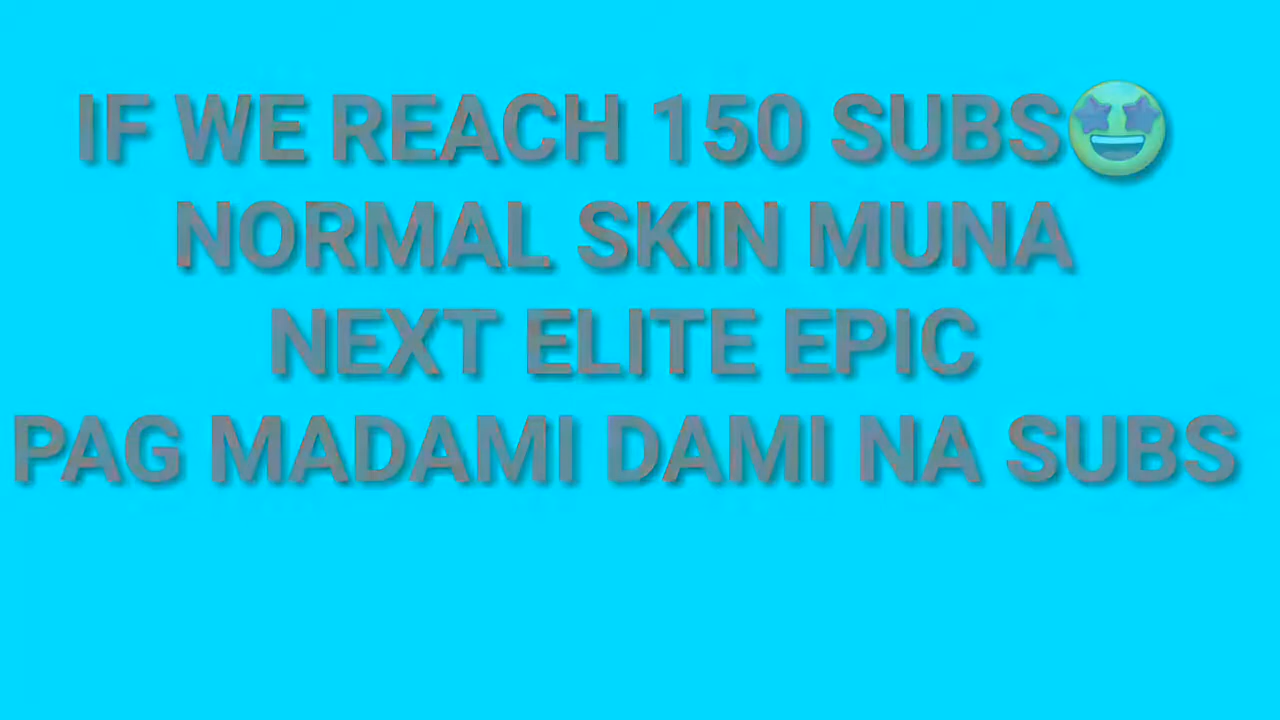 IF WE REACH 150 SUBS🤩
NORMAL SKIN MUNA
NEXT ELITE EPIC
PAG MADAMI DAMI NA SUBS